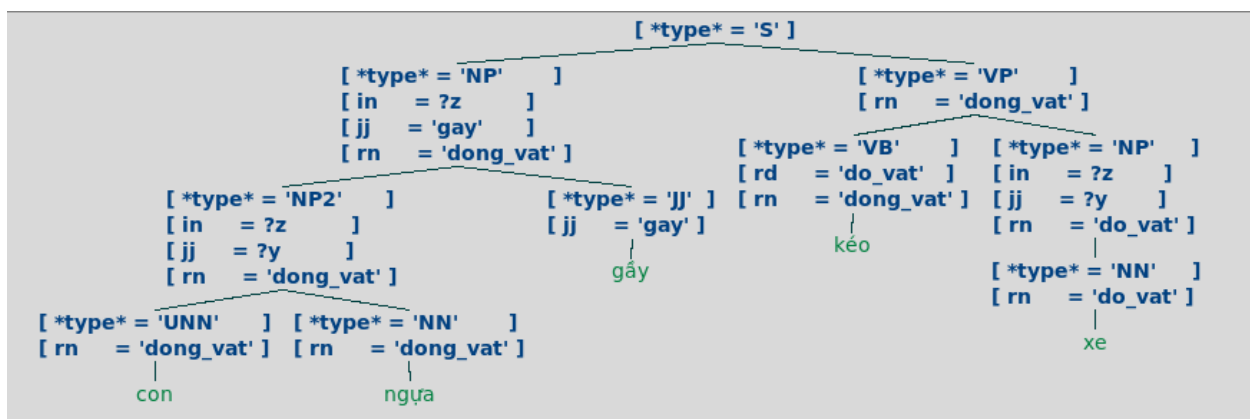 [ *type* = 'S' ]
[ *type* = 'NP' ]
[ in = ?z ]
[ jj = 'gay' ]
[ rn = 'dong_vat' ]
[ *type* = 'VP' ]
[ rn = 'dong_vat' ]
[ *type* = 'NP2' ]
[ in = ?z ]
[ jj = ?y ]
[ rn = 'dong_vat' ]
[ *type* = 'JJ' ]
[ jj = 'gay' ]
gầy
[ *type* = 'VB' ]
[ rd = 'do_vat' ]
[ rn = 'dong_vat' ]
kéo
[ *type* = 'NP' ]
[ in = ?z ]
[ jj = ?y ]
[ rn = 'do_vat' ]
[ *type* = 'NN' ]
[ rn = 'do_vat' ]
xe
[ *type* = 'UNN' ]
[ rn = 'dong_vat' ]
con
[ *type* = 'NN' ]
[ rn = 'dong_vat' ]
ngựa